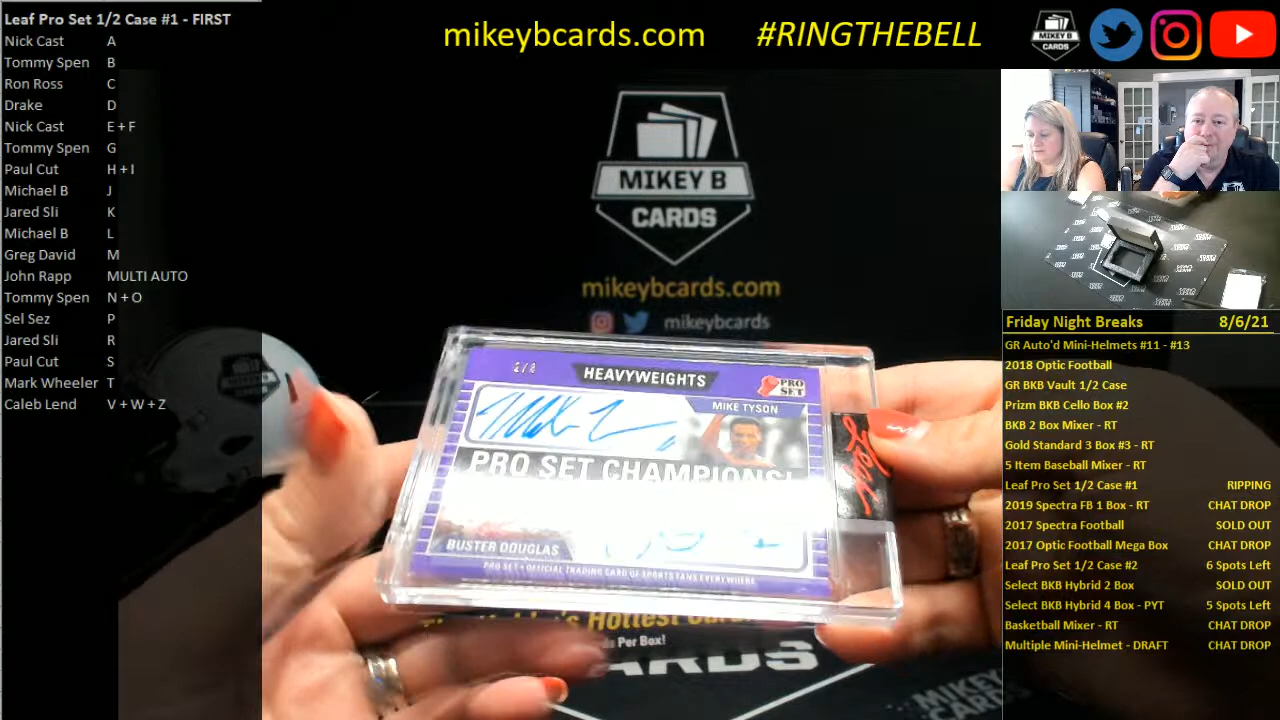 Leaf Pro Set 1/2 Case #1 - FIRST
Nick Cast A
Tommy Spen B
Ron Ross C
Drake D
Nick Cast E + F
Tommy Spen G
Paul Cut H + I
Michael B J
Jared Sli K
Michael B L
Greg David M
John Rapp MULTI AUTO
Tommy Spen N + O
Sel Sez P
Jared Sli R
Paul Cut S
Mark Wheeler T
Caleb Lend V + W + Z
mikeybcards.com #RINGTHEBELL
MIKEY B
CARDS
MIKEY B
CARDS
mikeybcards.com
mikeybcards
HEAVYWEIGHTS
PRO
SET
MIKE TYSON
PRO SET CHAMPIONS!
BUSTER DOUGLAS
PRO SET • OFFICIAL TRADING CARD OF SPORTS FANS EVERYWHERE
Leaf
Hottest
Per Box!
CARDS
MIKEY B
Friday Night Breaks 8/6/21
GR Auto'd Mini-Helmets #11 - #13
2018 Optic Football
GR BKB Vault 1/2 Case
Prizm BKB Cello Box #2
BKB 2 Box Mixer - RT
Gold Standard 3 Box #3 - RT
5 Item Baseball Mixer - RT
Leaf Pro Set 1/2 Case #1 RIPPING
2019 Spectra FB 1 Box - RT CHAT DROP
2017 Spectra Football SOLD OUT
2017 Optic Football Mega Box CHAT DROP
Leaf Pro Set 1/2 Case #2 6 Spots Left
Select BKB Hybrid 2 Box SOLD OUT
Select BKB Hybrid 4 Box - PYT 5 Spots Left
Basketball Mixer - RT CHAT DROP
Multiple Mini-Helmet - DRAFT CHAT DROP